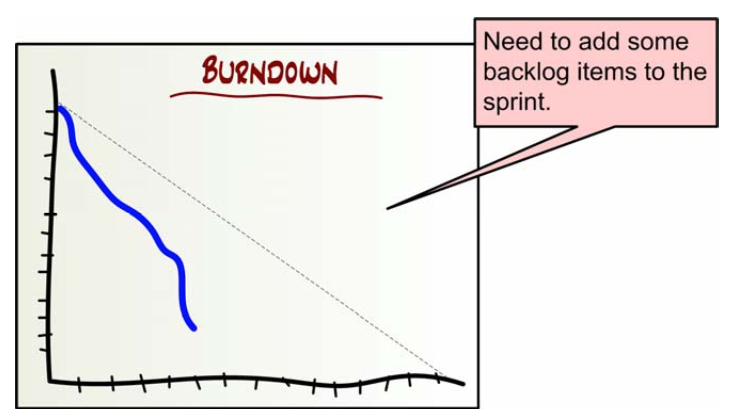 BURNDOWN
Need to add some
backlog items to the
sprint.